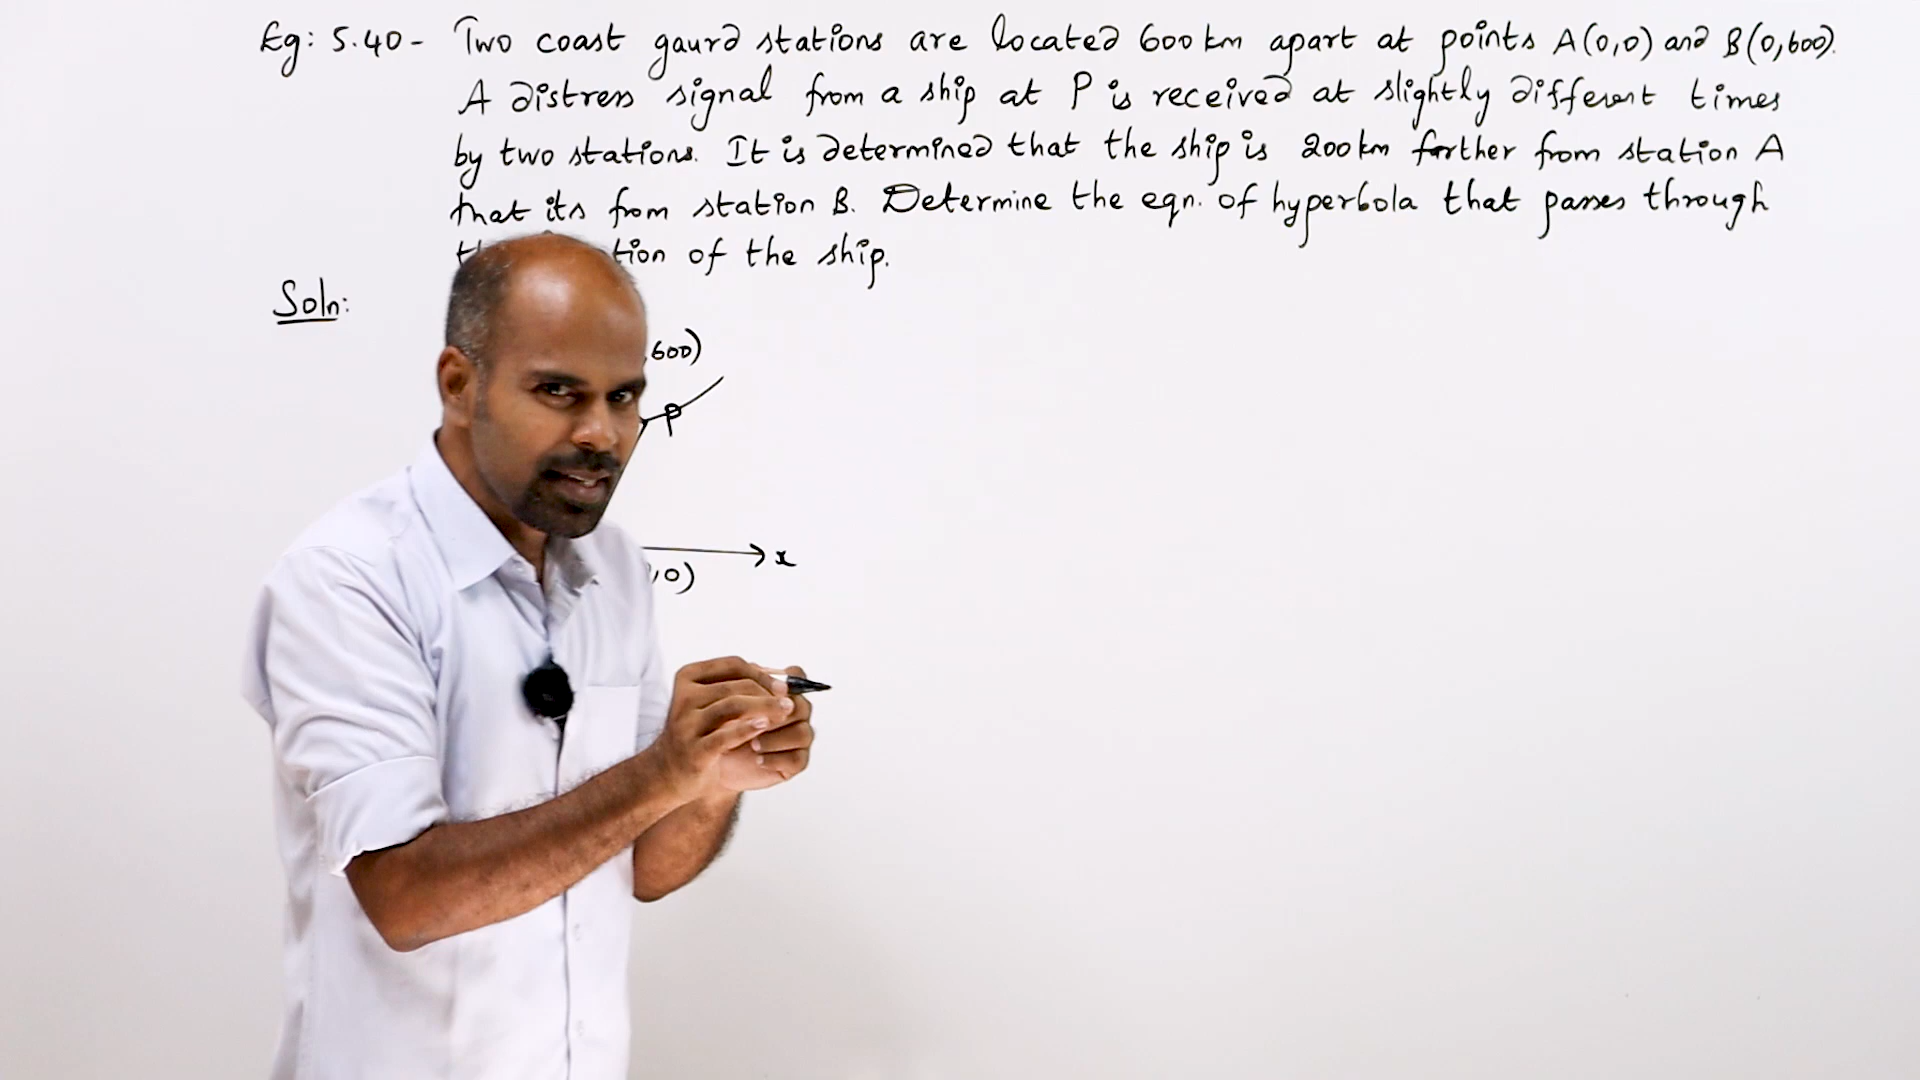 Eg: 5.40- Two coast gaurd stations are located 600 km apart at points A(0,0) and B(0,600).
A distress signal from a ship at P is received at slightly different times
by two stations. It is determined that the ship is 200 km farther from station A
that its from station B. Determine the eqn. of hyperbola that passes through
tion of the ship.
Soln:
,600)
P
x
,0)